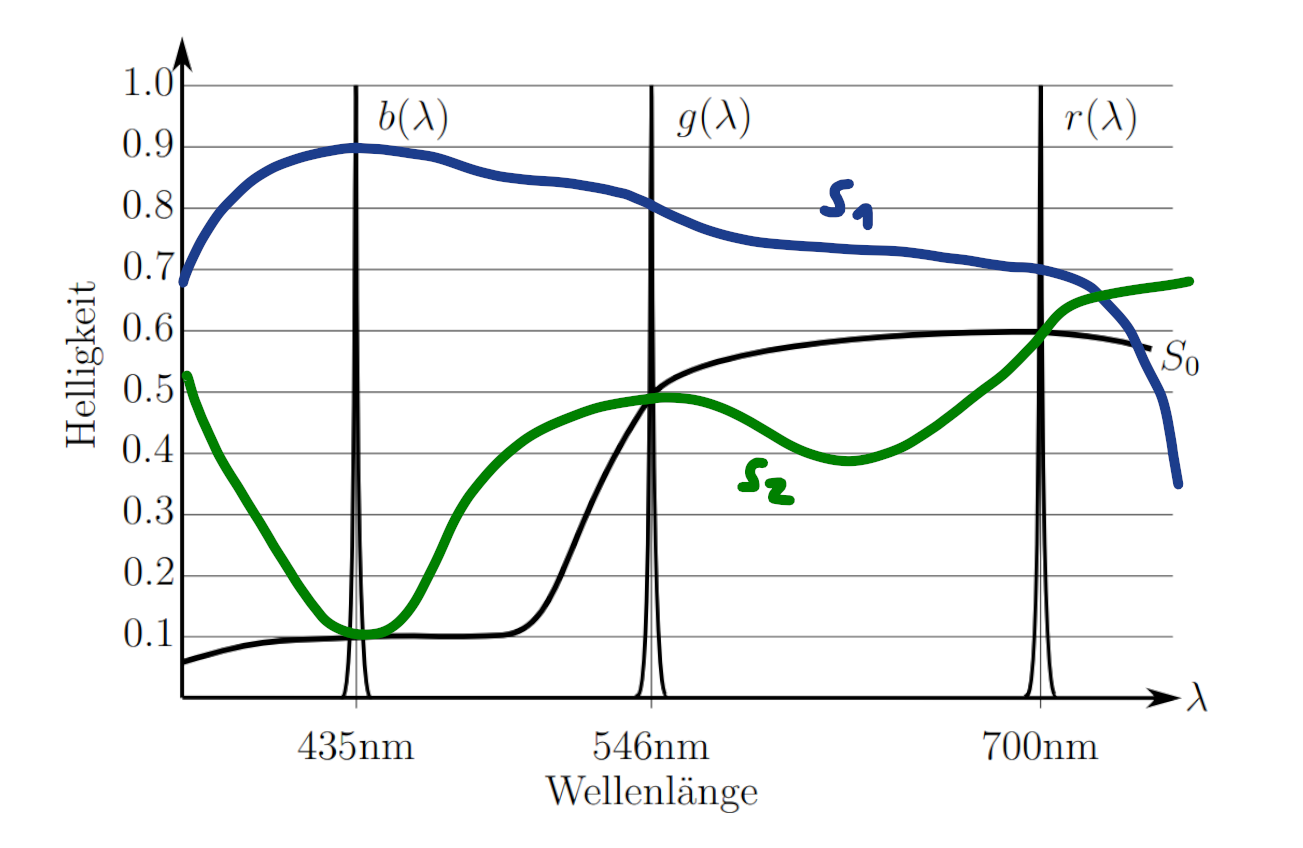 1.0
b(λ)
g(λ)
r(λ)
0.9
S1
0.8
0.7
0.6
S₀
0.5
0.4
S2
0.3
0.2
0.1
Helligkeit
λ
435nm
546nm
700nm
Wellenlänge